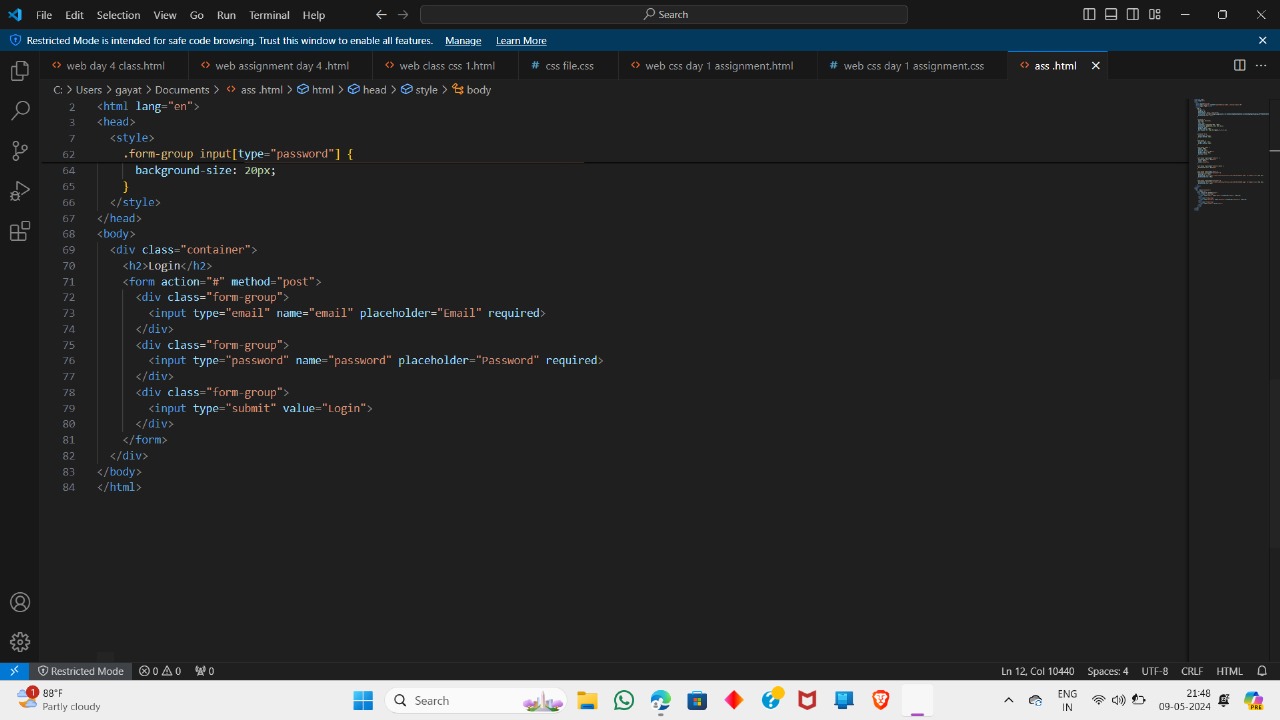 File Edit Selection View Go Run Terminal Help Search
Restricted Mode is intended for safe code browsing. Trust this window to enable all features. Manage Learn More
web day 4 class.html web assignment day 4 .html web class css 1.html # css file.css web css day 1 assignment.html # web css day 1 assignment.css ass .html
C: > Users > gayat > Documents > ass .html > html > head > style > body
2 <html lang="en">
3 <head>
7 <style>
62 .form-group input[type="password"] {
64 background-size: 20px;
65 }
66 </style>
67 </head>
68 <body>
69 <div class="container">
70 <h2>Login</h2>
71 <form action="#" method="post">
72 <div class="form-group">
73 <input type="email" name="email" placeholder="Email" required>
74 </div>
75 <div class="form-group">
76 <input type="password" name="password" placeholder="Password" required>
77 </div>
78 <div class="form-group">
79 <input type="submit" value="Login">
80 </div>
81 </form>
82 </div>
83 </body>
84 </html>
Restricted Mode 0 0 0 Ln 12, Col 10440 Spaces: 4 UTF-8 CRLF HTML
1 88°F Search ENG 21:48
Partly cloudy IN 09-05-2024 PRE